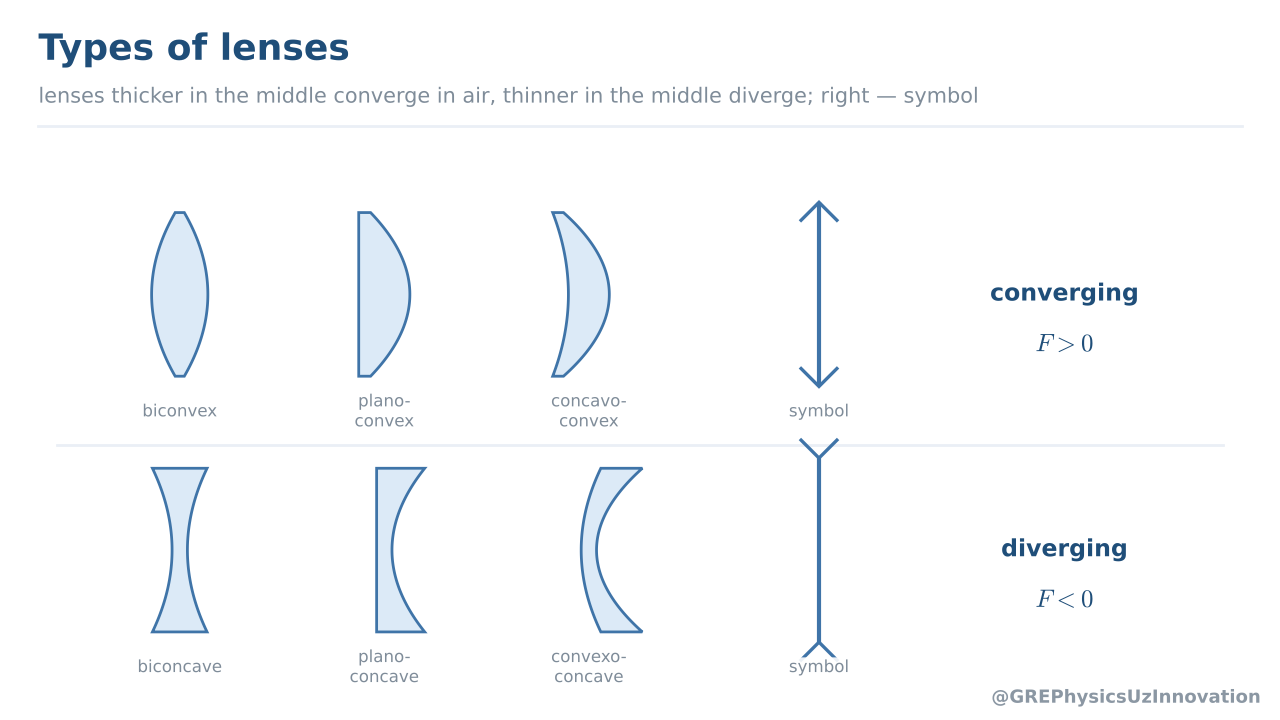 Types of lenses
lenses thicker in the middle converge in air, thinner in the middle diverge; right — symbol
biconvex
plano-
convex
concavo-
convex
symbol
converging
F > 0
biconcave
plano-
concave
convexo-
concave
symbol
diverging
F < 0
@GREPhysicsUzInnovation